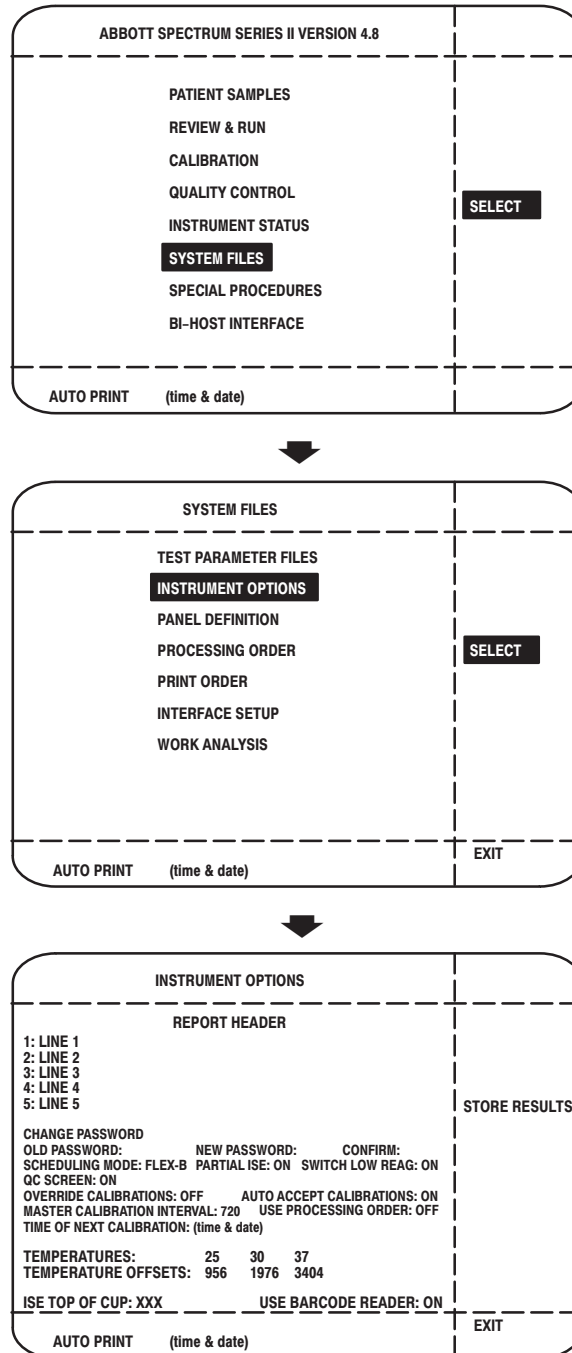 ABBOTT SPECTRUM SERIES II VERSION 4.8
PATIENT SAMPLES
REVIEW & RUN
CALIBRATION
QUALITY CONTROL
SELECT
INSTRUMENT STATUS
SYSTEM FILES
SPECIAL PROCEDURES
BI-HOST INTERFACE
AUTO PRINT (time & date)
SYSTEM FILES
TEST PARAMETER FILES
INSTRUMENT OPTIONS
PANEL DEFINITION
PROCESSING ORDER SELECT
PRINT ORDER
INTERFACE SETUP
WORK ANALYSIS
EXIT
AUTO PRINT (time & date)
INSTRUMENT OPTIONS
REPORT HEADER
1: LINE 1
2: LINE 2
3: LINE 3
4: LINE 4
5: LINE 5 STORE RESULTS
CHANGE PASSWORD
OLD PASSWORD: NEW PASSWORD: CONFIRM:
SCHEDULING MODE: FLEX-B PARTIAL ISE: ON SWITCH LOW REAG: ON
QC SCREEN: ON
OVERRIDE CALIBRATIONS: OFF AUTO ACCEPT CALIBRATIONS: ON
MASTER CALIBRATION INTERVAL: 720 USE PROCESSING ORDER: OFF
TIME OF NEXT CALIBRATION: (time & date)
TEMPERATURES: 25 30 37
TEMPERATURE OFFSETS: 956 1976 3404
ISE TOP OF CUP: XXX USE BARCODE READER: ON
EXIT
AUTO PRINT (time & date)